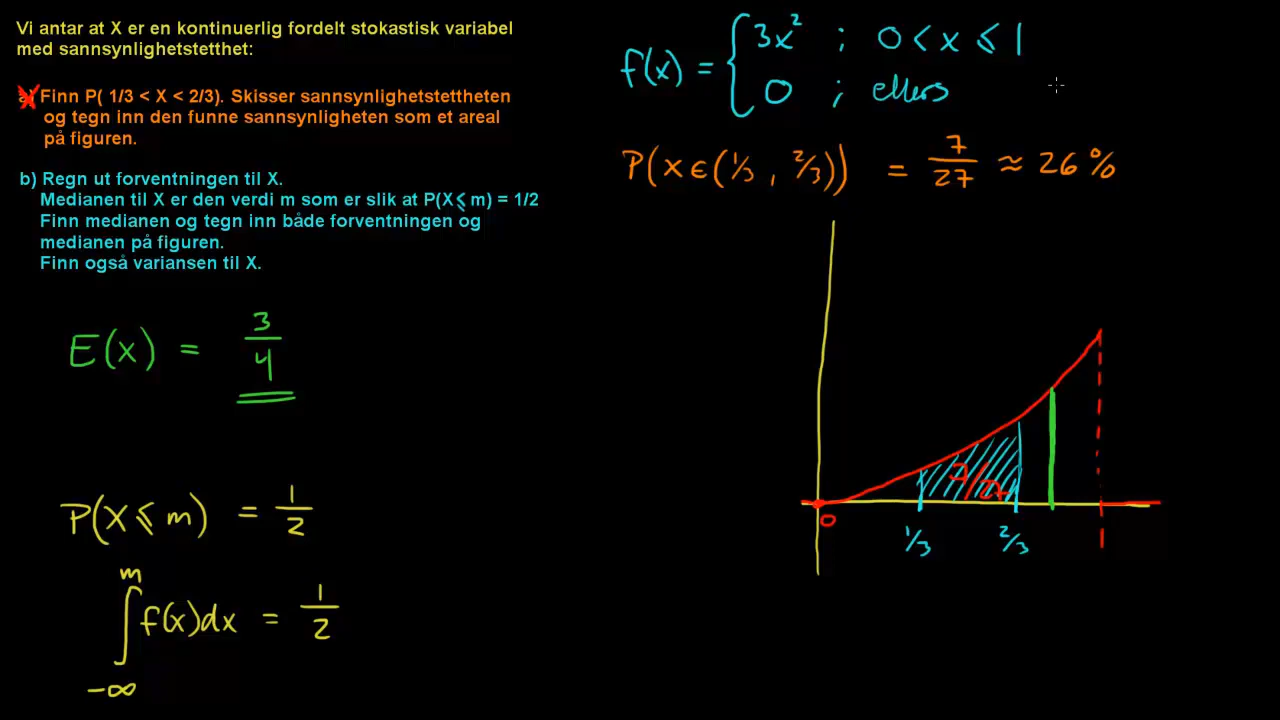 Vi antar at X er en kontinuerlig fordelt stokastisk variabel
med sannsynlighetstetthet:
a) Finn P( 1/3 < X < 2/3). Skisser sannsynlighetstettheten
og tegn inn den funne sannsynligheten som et areal
på figuren.
b) Regn ut forventningen til X.
Medianen til X er den verdi m som er slik at P(X ≤ m) = 1/2
Finn medianen og tegn inn både forventningen og
medianen på figuren.
Finn også variansen til X.
E(x) = 3/4
P(X ≤ m) = 1/2
∫_{-∞}^{m} f(x)dx = 1/2
f(x) = { 3x² ; 0 < x ≤ 1
0 ; ellers
P(X ∈ (1/3 , 2/3)) = 7/27 ≈ 26 %
7/27
0
1/3 2/3